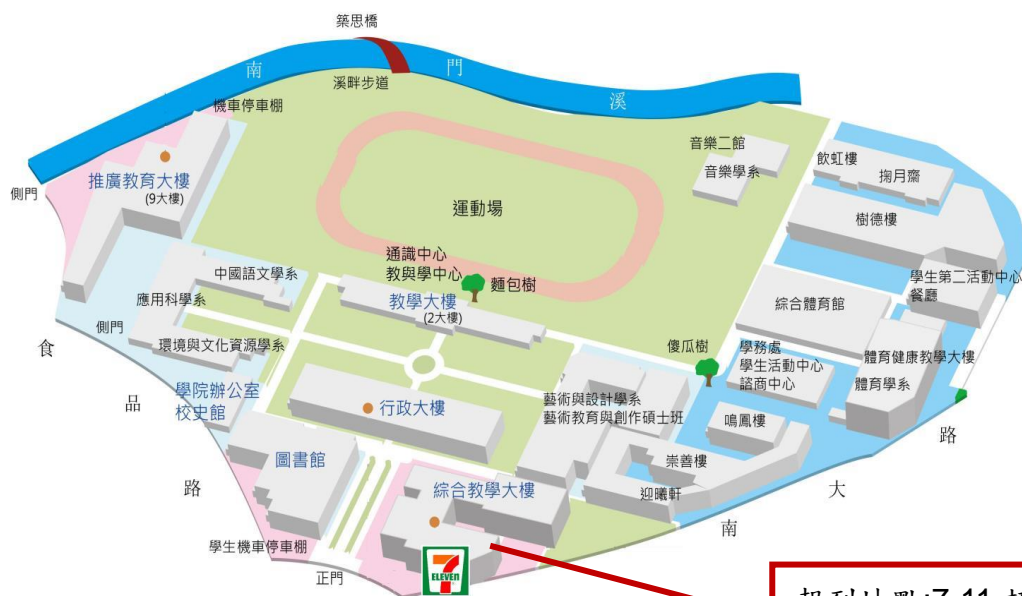 築思橋
南
門
溪
溪畔步道
機車停車棚
側門
推廣教育大樓
(9大樓)
音樂二館
音樂學系
飲虹樓
掬月齋
樹德樓
運動場
通識中心
教與學中心
麵包樹
教學大樓
(2大樓)
中國語文學系
應用科學系
側門
環境與文化資源學系
學生第二活動中心
餐廳
綜合體育館
傻瓜樹
學務處
學生活動中心
諮商中心
體育健康教學大樓
體育學系
食
品
路
學院辦公室
校史館
行政大樓
藝術與設計學系
藝術教育與創作碩士班
鳴鳳樓
崇善樓
迎曦軒
圖書館
綜合教學大樓
南
大
路
學生機車停車棚
正門
7
ELEVEN